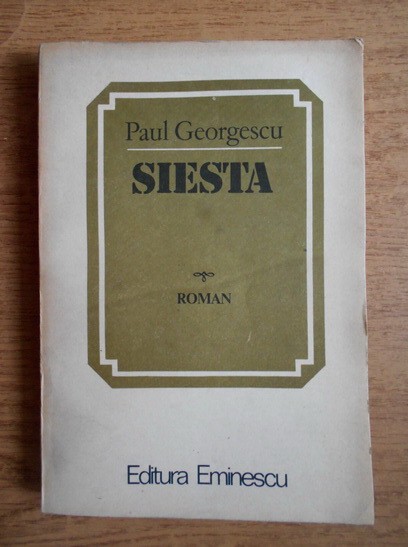 Paul Georgescu
SIESTA
ROMAN
Editura Eminescu